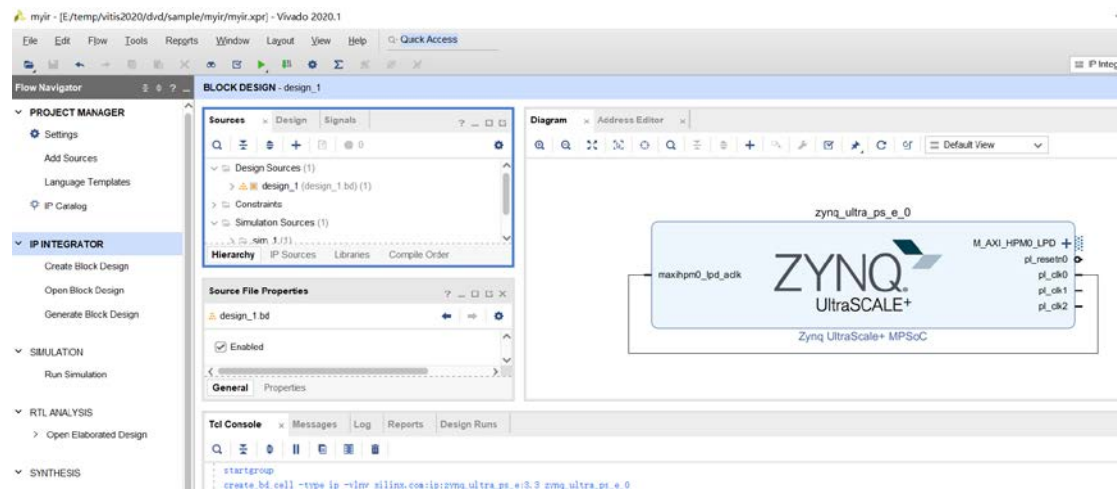 myir - [E:/temp/vitis2020/dvd/sample/myir/myir.xpr] - Vivado 2020.1
File Edit Flow Tools Reports Window Layout View Help Quick Access
IP Integ
Flow Navigator
BLOCK DESIGN - design_1
PROJECT MANAGER
Settings
Add Sources
Language Templates
IP Catalog
IP INTEGRATOR
Create Block Design
Open Block Design
Generate Block Design
SIMULATION
Run Simulation
RTL ANALYSIS
Open Elaborated Design
SYNTHESIS
Sources Design Signals
0
Design Sources (1)
design_1 (design_1.bd) (1)
Constraints
Simulation Sources (1)
sim_1 (1)
Hierarchy IP Sources Libraries Compile Order
Source File Properties
design_1.bd
Enabled
General Properties
Diagram Address Editor
Default View
zynq_ultra_ps_e_0
maxihpm0_lpd_aclk
ZYNQ
UltraSCALE+
M_AXI_HPM0_LPD
pl_resetn0
pl_clk0
pl_clk1
pl_clk2
Zynq UltraScale+ MPSoC
Tcl Console Messages Log Reports Design Runs
startgroup
create_bd_cell -type ip -vlnv xilinx.com:ip:zynq_ultra_ps_e:3.3 zynq_ultra_ps_e_0